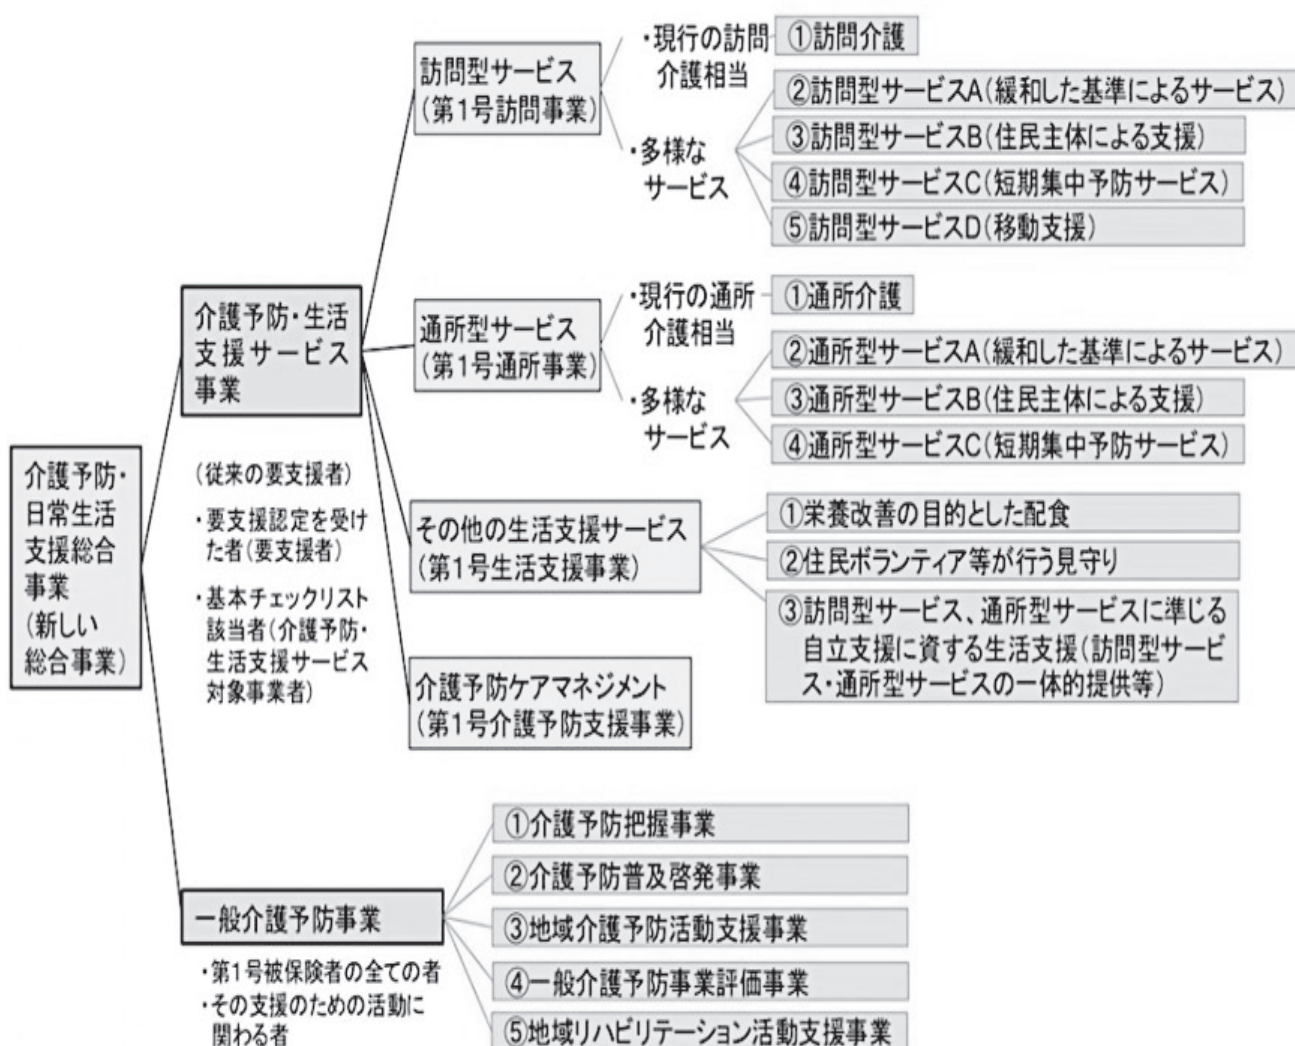 介護予防・
日常生活
支援総合
事業
(新しい
総合事業)
介護予防・生活
支援サービス
事業
(従来の要支援者)
・要支援認定を受け
た者(要支援者)
・基本チェックリスト
該当者(介護予防・
生活支援サービス
対象事業者)
訪問型サービス
(第1号訪問事業)
・現行の訪問
介護相当
①訪問介護
・多様な
サービス
②訪問型サービスA(緩和した基準によるサービス)
③訪問型サービスB(住民主体による支援)
④訪問型サービスC(短期集中予防サービス)
⑤訪問型サービスD(移動支援)
通所型サービス
(第1号通所事業)
・現行の通所
介護相当
①通所介護
・多様な
サービス
②通所型サービスA(緩和した基準によるサービス)
③通所型サービスB(住民主体による支援)
④通所型サービスC(短期集中予防サービス)
その他の生活支援サービス
(第1号生活支援事業)
①栄養改善の目的とした配食
②住民ボランティア等が行う見守り
③訪問型サービス、通所型サービスに準じる
自立支援に資する生活支援(訪問型サービ
ス・通所型サービスの一体的提供等)
介護予防ケアマネジメント
(第1号介護予防支援事業)
一般介護予防事業
・第1号被保険者の全ての者
・その支援のための活動に
関わる者
①介護予防把握事業
②介護予防普及啓発事業
③地域介護予防活動支援事業
④一般介護予防事業評価事業
⑤地域リハビリテーション活動支援事業